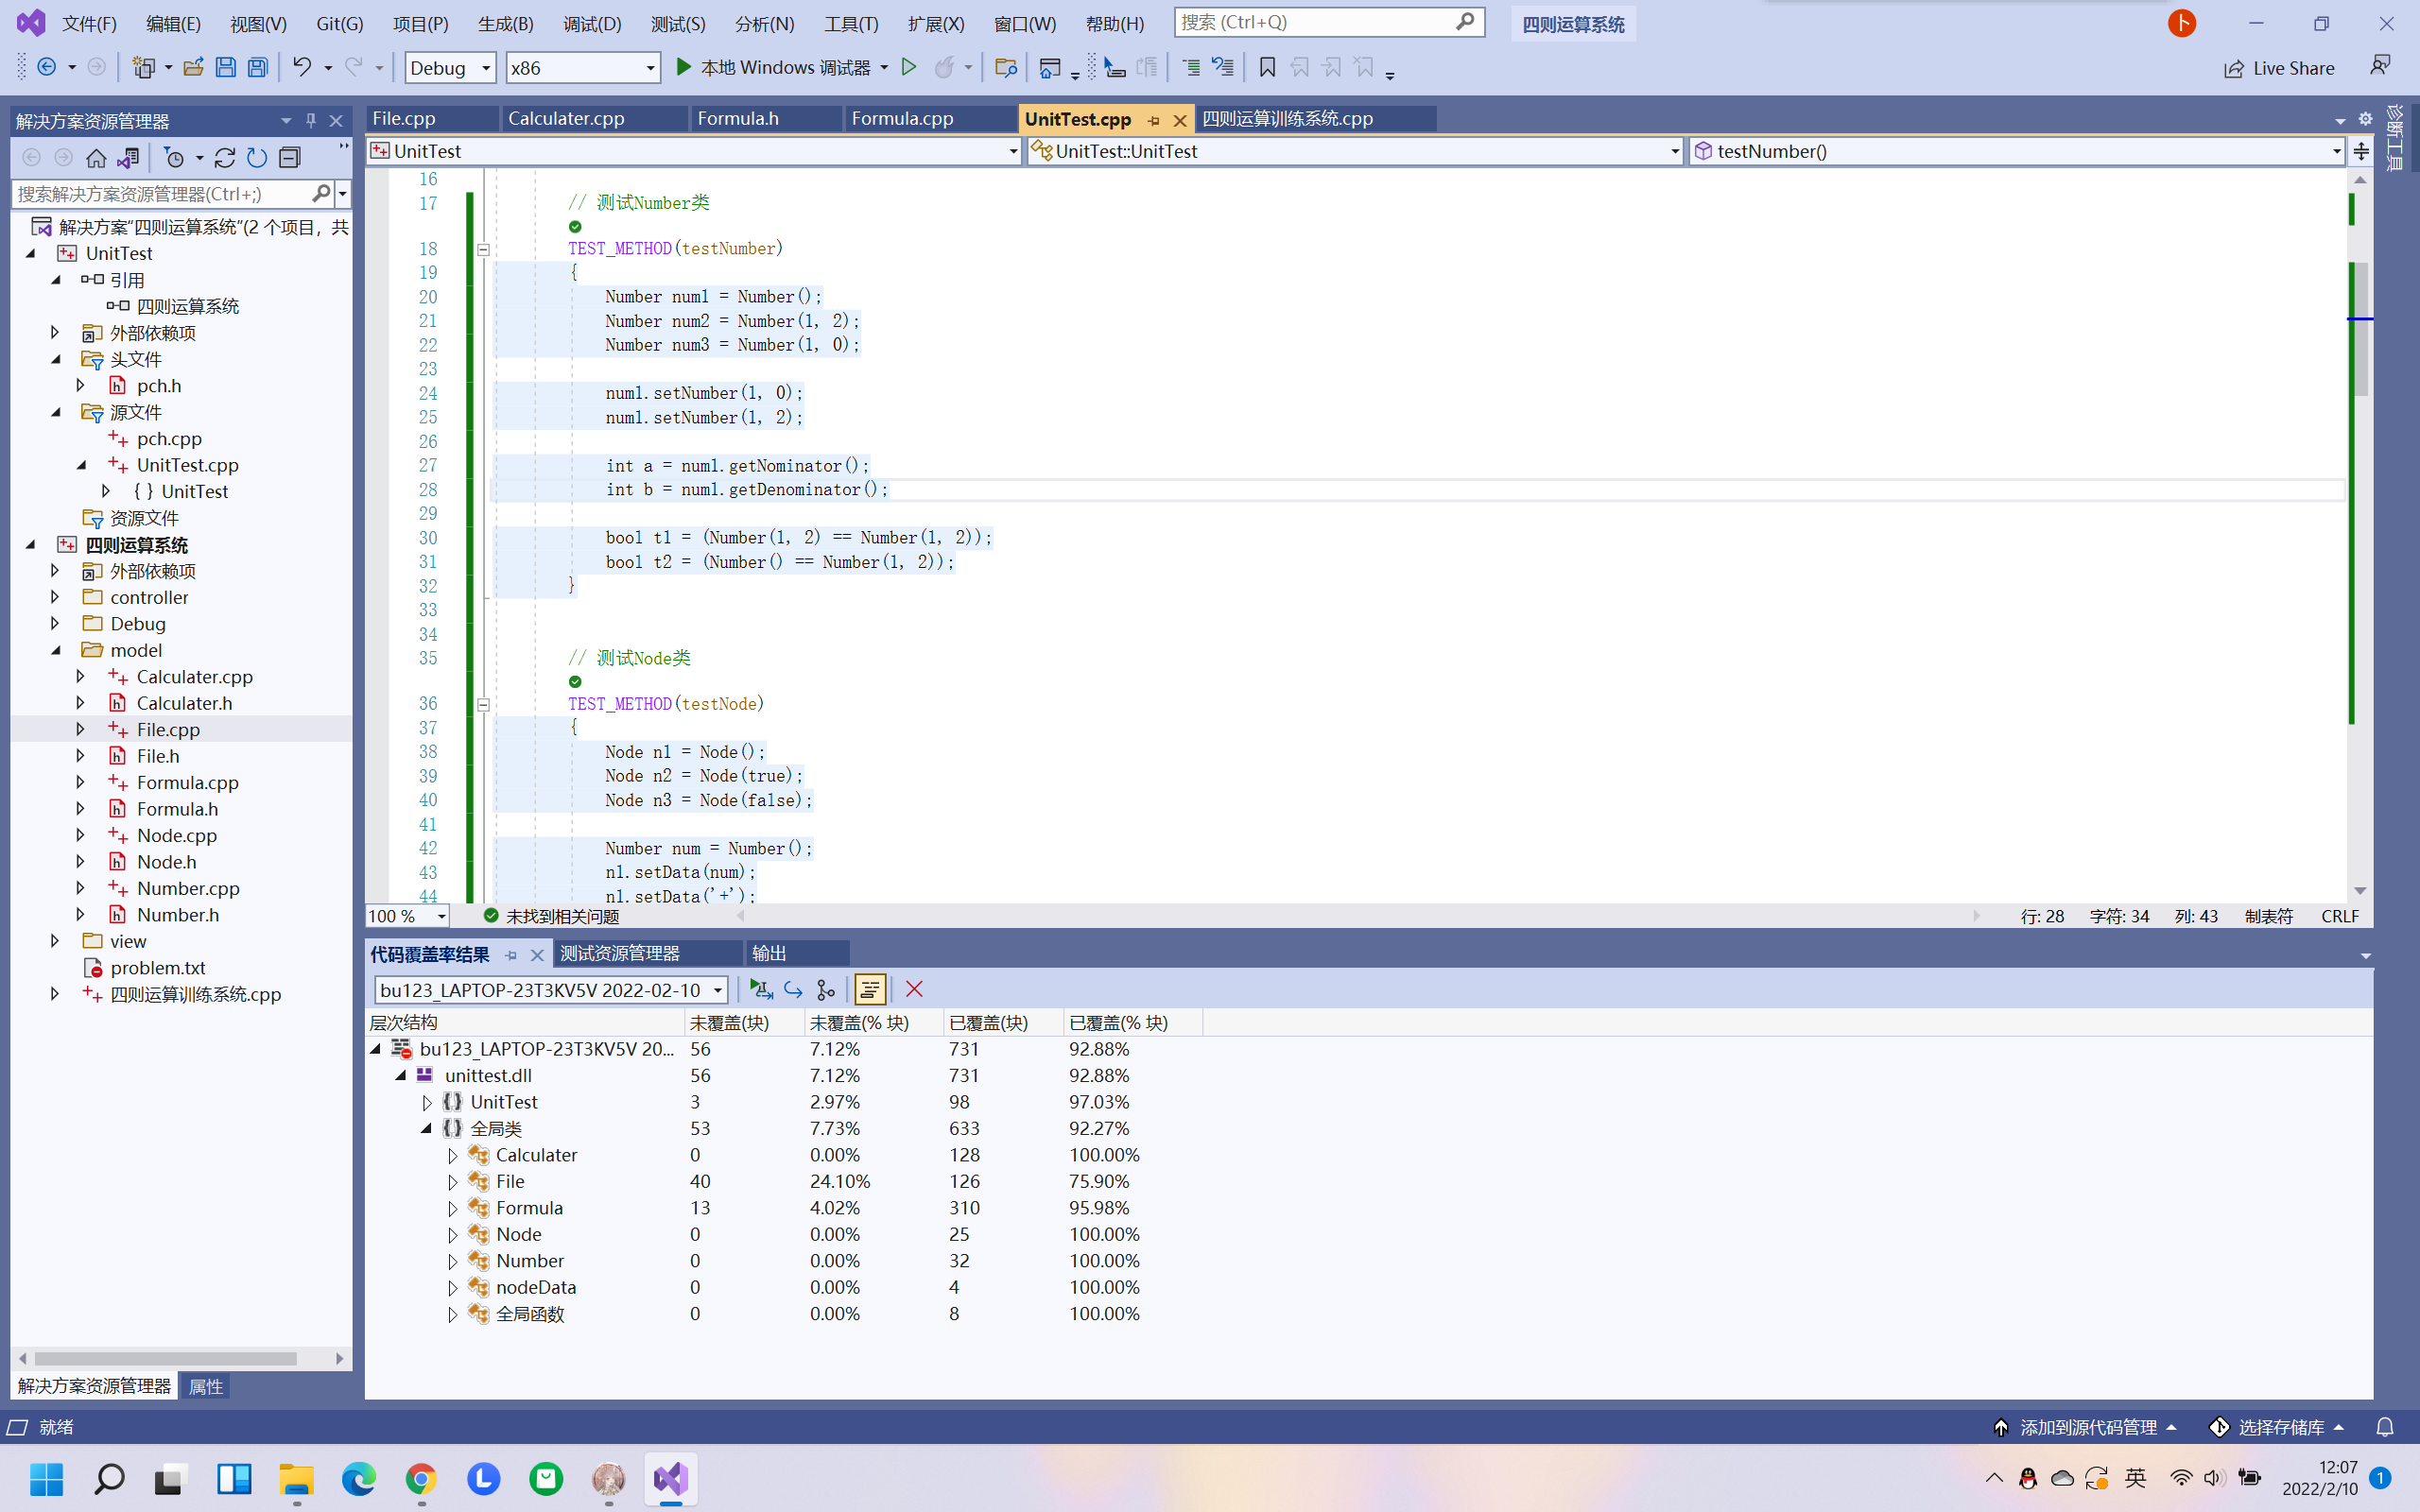 文件(F) 编辑(E) 视图(V) Git(G) 项目(P) 生成(B) 调试(D) 测试(S) 分析(N) 工具(T) 扩展(X) 窗口(W) 帮助(H) 搜索 (Ctrl+Q) 四则运算系统 卜
Debug x86 本地 Windows 调试器 Live Share
解决方案资源管理器
搜索解决方案资源管理器(Ctrl+;)
解决方案“四则运算系统”(2 个项目, 共
UnitTest
引用
四则运算系统
外部依赖项
头文件
pch.h
源文件
pch.cpp
UnitTest.cpp
{ } UnitTest
资源文件
四则运算系统
外部依赖项
controller
Debug
model
Calculater.cpp
Calculater.h
File.cpp
File.h
Formula.cpp
Formula.h
Node.cpp
Node.h
Number.cpp
Number.h
view
problem.txt
四则运算训练系统.cpp
解决方案资源管理器 属性
File.cpp Calculater.cpp Formula.h Formula.cpp UnitTest.cpp 四则运算训练系统.cpp
UnitTest UnitTest::UnitTest testNumber()
诊断工具
16
17 // 测试Number类
18 TEST_METHOD(testNumber)
19 {
20 Number num1 = Number();
21 Number num2 = Number(1, 2);
22 Number num3 = Number(1, 0);
23
24 num1.setNumber(1, 0);
25 num1.setNumber(1, 2);
26
27 int a = num1.getNominator();
28 int b = num1.getDenominator();
29
30 bool t1 = (Number(1, 2) == Number(1, 2));
31 bool t2 = (Number() == Number(1, 2));
32 }
33
34
35 // 测试Node类
36 TEST_METHOD(testNode)
37 {
38 Node n1 = Node();
39 Node n2 = Node(true);
40 Node n3 = Node(false);
41
42 Number num = Number();
43 n1.setData(num);
44 n1.setData('+');
100 % 未找到相关问题 行: 28 字符: 34 列: 43 制表符 CRLF
代码覆盖率结果 测试资源管理器 输出
bu123_LAPTOP-23T3KV5V 2022-02-10
层次结构 未覆盖(块) 未覆盖(% 块) 已覆盖(块) 已覆盖(% 块)
bu123_LAPTOP-23T3KV5V 20... 56 7.12% 731 92.88%
unittest.dll 56 7.12% 731 92.88%
UnitTest 3 2.97% 98 97.03%
全局类 53 7.73% 633 92.27%
Calculater 0 0.00% 128 100.00%
File 40 24.10% 126 75.90%
Formula 13 4.02% 310 95.98%
Node 0 0.00% 25 100.00%
Number 0 0.00% 32 100.00%
nodeData 0 0.00% 4 100.00%
全局函数 0 0.00% 8 100.00%
就绪 添加到源代码管理 选择存储库
英 12:07
2022/2/10 1